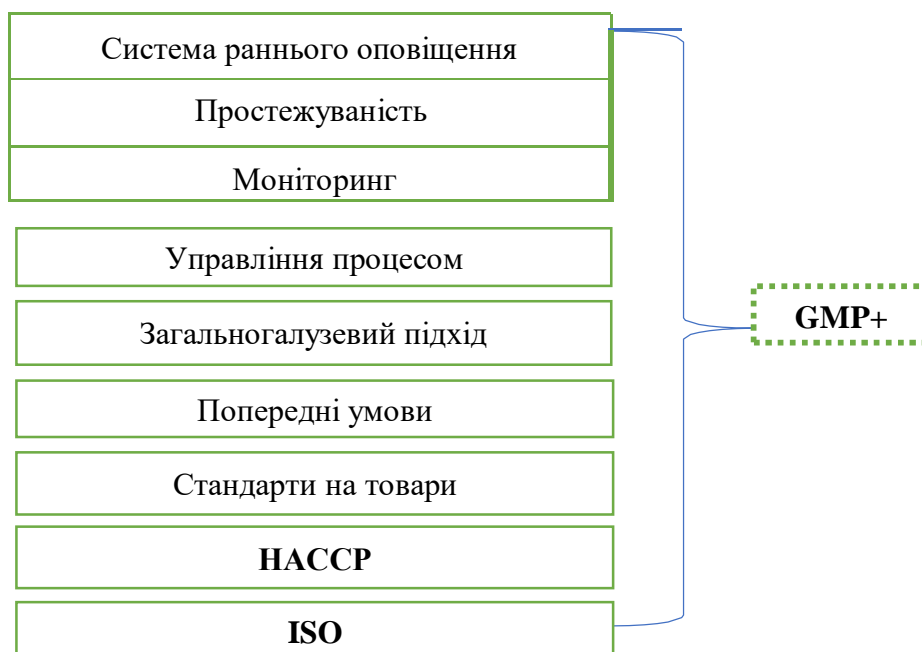 Система раннього оповіщення
Простежуваність
Моніторинг
Управління процесом
Загальногалузевий підхід
GMP+
Попередні умови
Стандарти на товари
HACCP
ISO